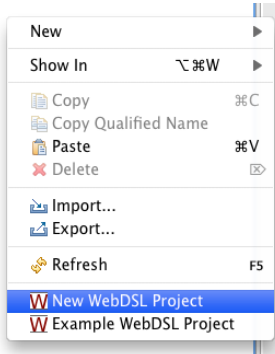 New
Show In ⌥⌘W
Copy ⌘C
Copy Qualified Name
Paste ⌘V
Delete ⌦
Import...
Export...
Refresh F5
New WebDSL Project
Example WebDSL Project